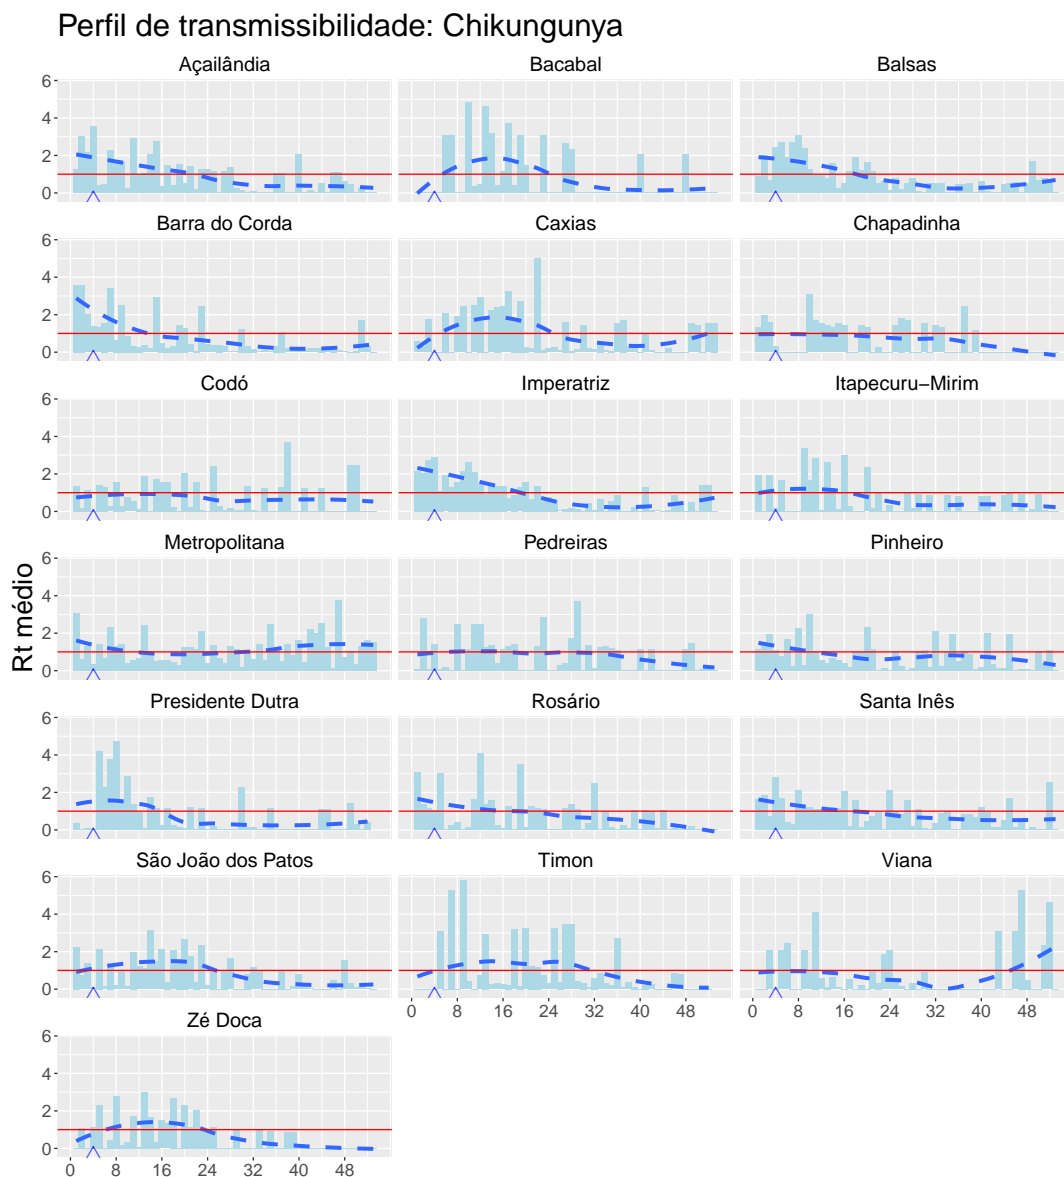 Perfil de transmissibilidade: Chikungunya
Açailândia Bacabal Balsas
6
4
2
0
Barra do Corda Caxias Chapadinha
6
4
2
0
Codó Imperatriz Itapecuru−Mirim
6
4
2
0
Metropolitana Pedreiras Pinheiro
6
4
2
0
Rt médio
Presidente Dutra Rosário Santa Inês
6
4
2
0
São João dos Patos Timon Viana
6
4
2
0
0 8 16 24 32 40 48 0 8 16 24 32 40 48
Zé Doca
6
4
2
0
0 8 16 24 32 40 48